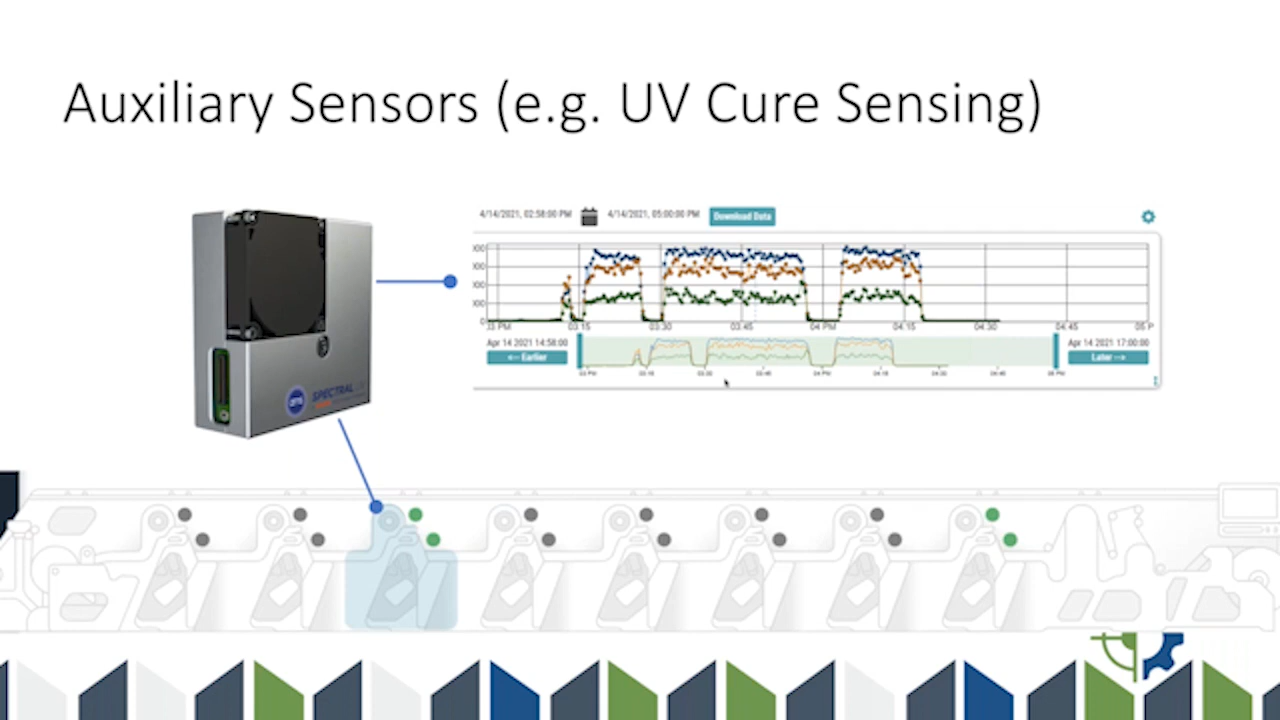 Auxiliary Sensors (e.g. UV Cure Sensing)
4/14/2021, 02:58:00 PM 4/14/2021, 05:00:00 PM Download Data
03:15 03:30 03:45 04 PM 04:15 04:30 04:45 05 P
Apr 14 2021 14:58:00 Apr 14 2021 17:00:00
<-- Earlier Later -->
SPECTRAL